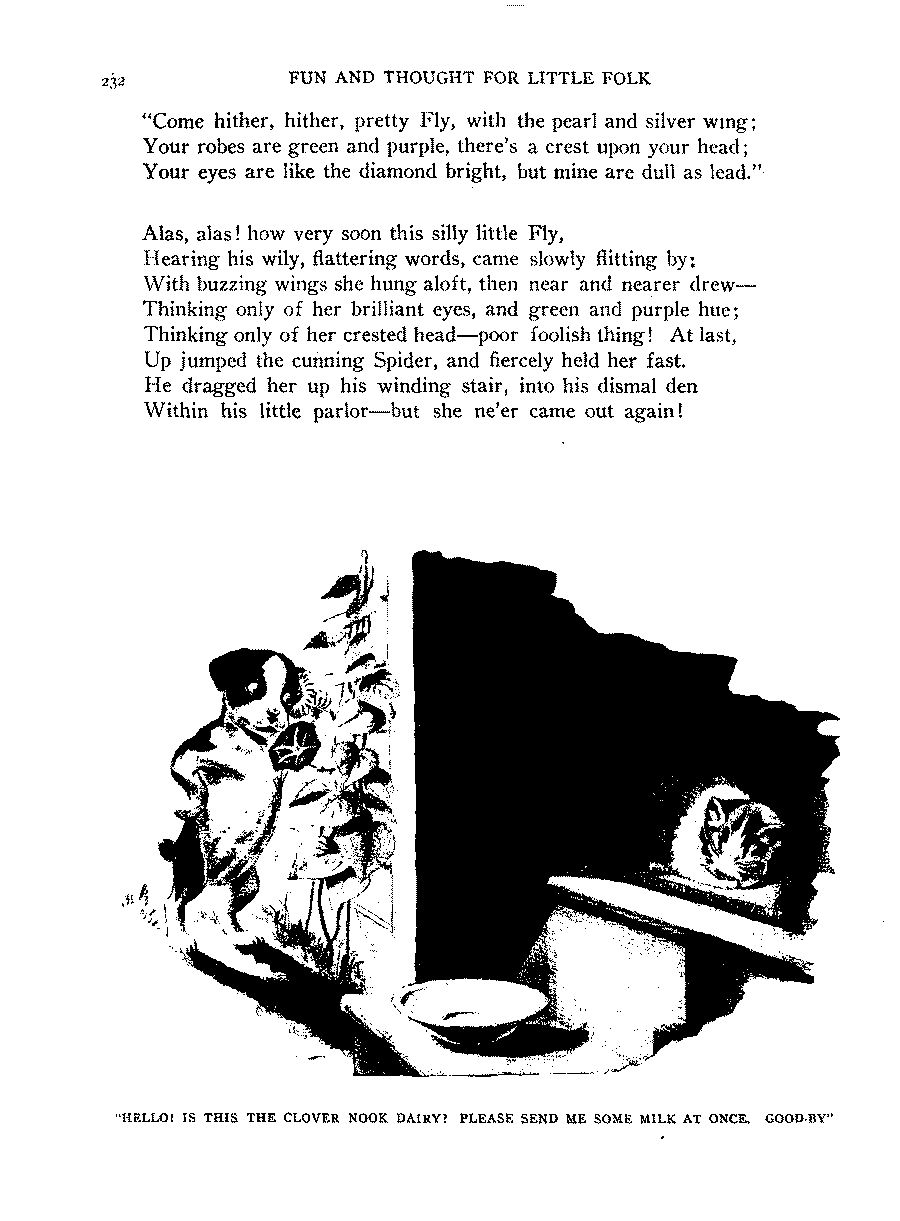 232 FUN AND THOUGHT FOR LITTLE FOLK
“Come hither, hither, pretty Fly, with the pearl and silver wing;
Your robes are green and purple, there’s a crest upon your head;
Your eyes are like the diamond bright, but mine are dull as lead.”
Alas, alas! how very soon this silly little Fly,
Hearing his wily, flattering words, came slowly flitting by;
With buzzing wings she hung aloft, then near and nearer drew—
Thinking only of her brilliant eyes, and green and purple hue;
Thinking only of her crested head—poor foolish thing! At last,
Up jumped the cunning Spider, and fiercely held her fast.
He dragged her up his winding stair, into his dismal den
Within his little parlor—but she ne’er came out again!
“HELLO! IS THIS THE CLOVER NOOK DAIRY? PLEASE SEND ME SOME MILK AT ONCE. GOOD-BY”